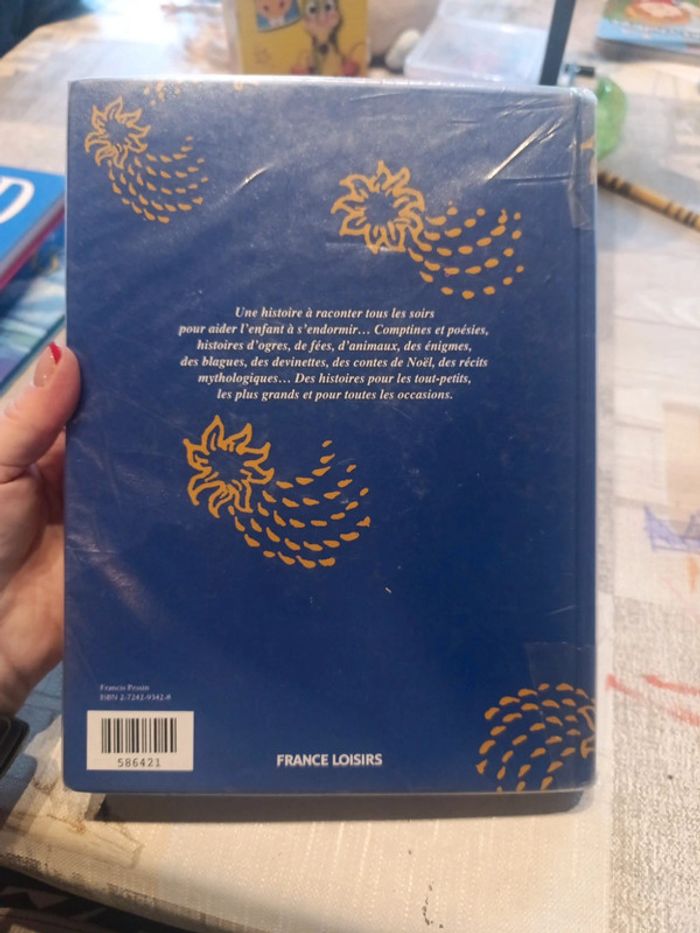 Une histoire à raconter tous les soirs
pour aider l'enfant à s'endormir... Comptines et poésies,
histoires d'ogres, de fées, d'animaux, des énigmes,
des blagues, des devinettes, des contes de Noël, des récits
mythologiques... Des histoires pour les tout-petits,
les plus grands et pour toutes les occasions.
Francis Pessin
ISBN 2-7242-9342-8
586421
FRANCE LOISIRS